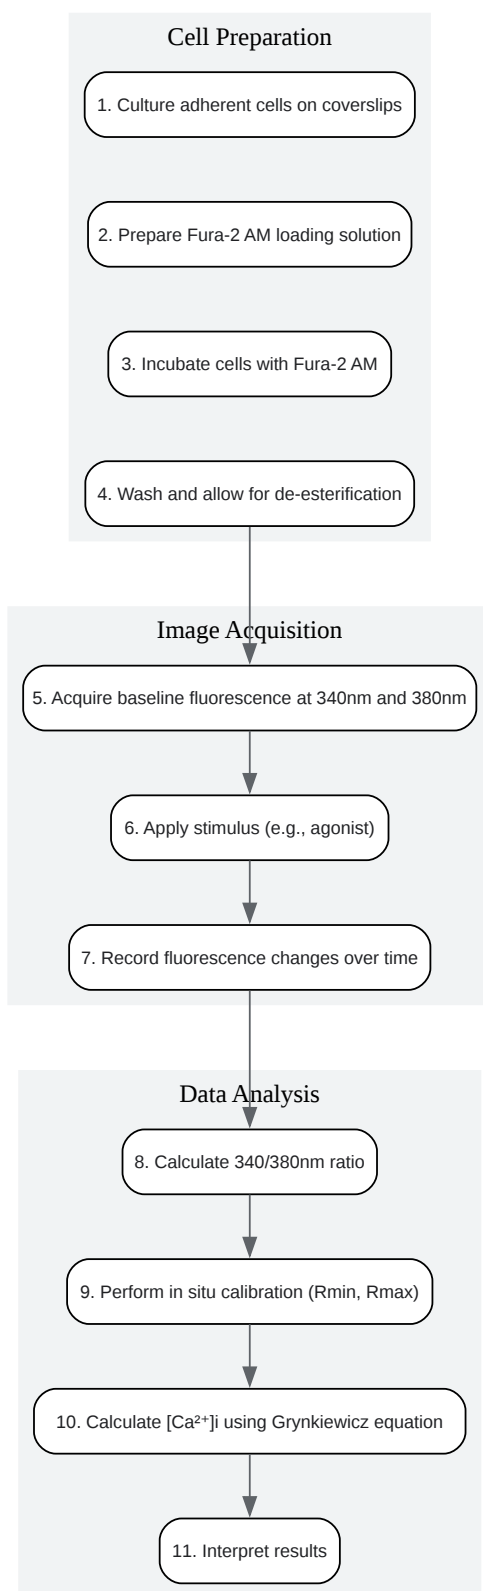 Cell Preparation
1. Culture adherent cells on coverslips
2. Prepare Fura-2 AM loading solution
3. Incubate cells with Fura-2 AM
4. Wash and allow for de-esterification
Image Acquisition
5. Acquire baseline fluorescence at 340nm and 380nm
6. Apply stimulus (e.g., agonist)
7. Record fluorescence changes over time
Data Analysis
8. Calculate 340/380nm ratio
9. Perform in situ calibration (Rmin, Rmax)
10. Calculate [Ca²⁺]i using Grynkiewicz equation
11. Interpret results